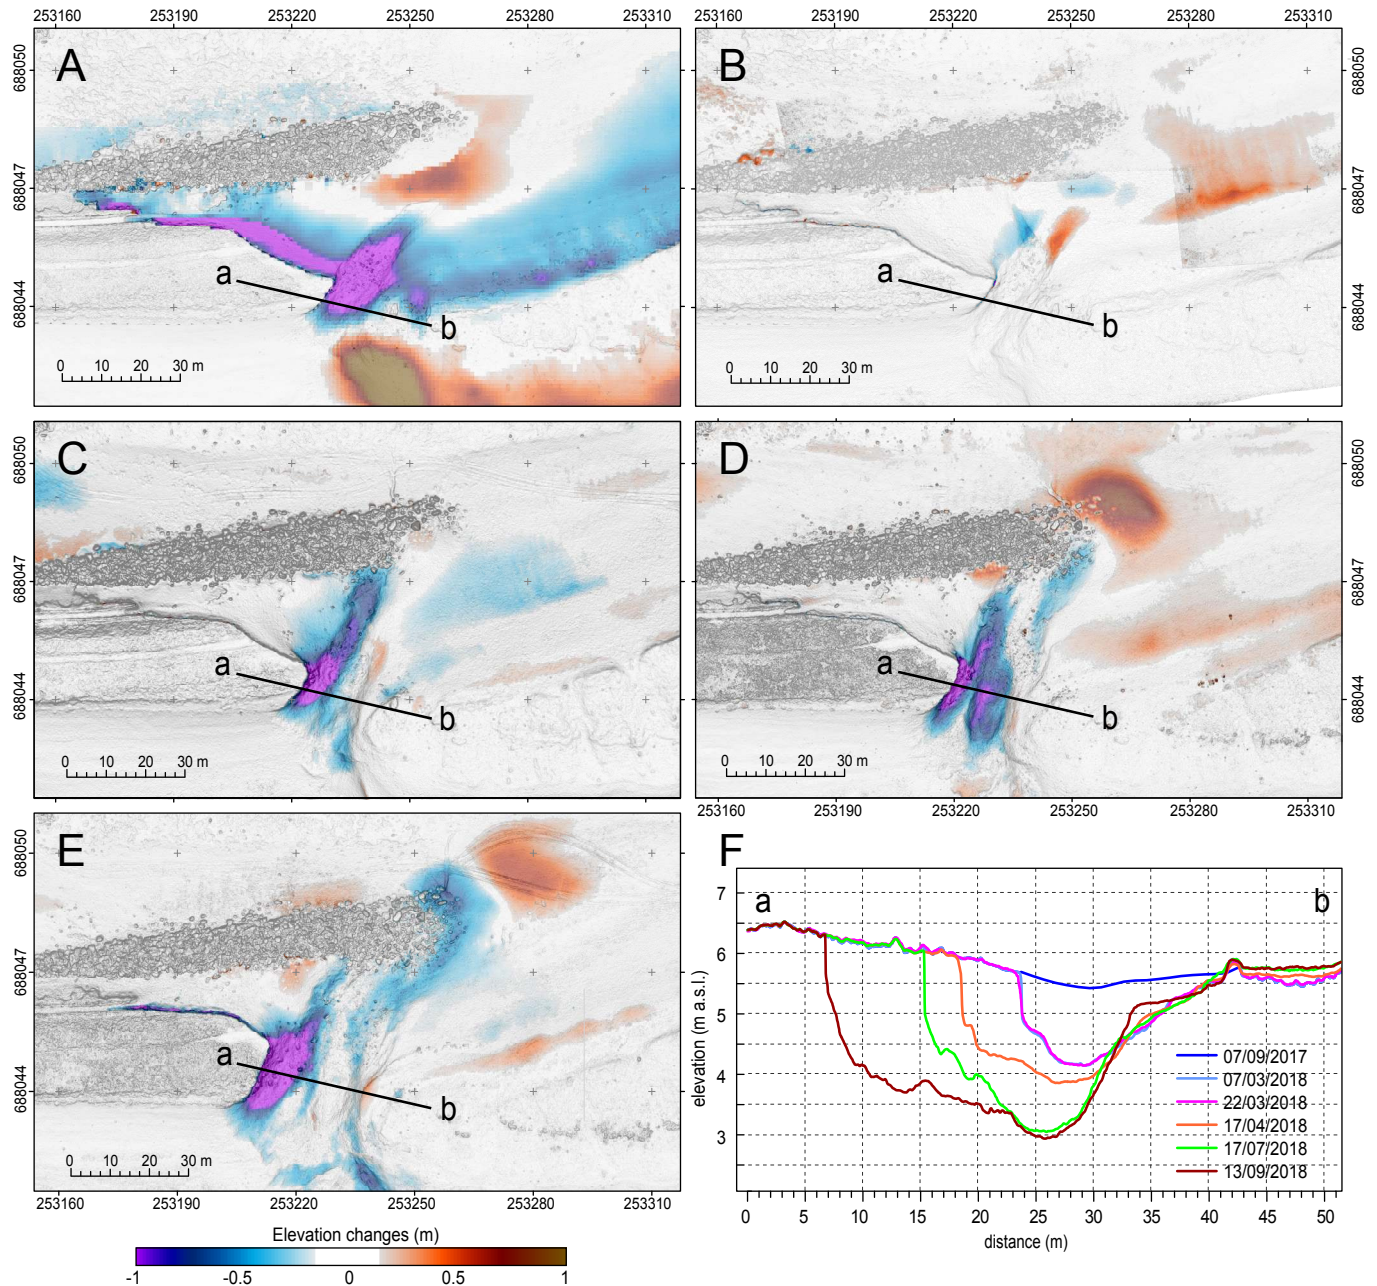 253160 253190 253220 253250 253280 253310
253160 253190 253220 253250 253280 253310
A
B
688050
688047
688044
688050
688047
688044
a
b
a
b
0 10 20 30 m
0 10 20 30 m
C
D
688050
688047
688044
688050
688047
688044
a
b
a
b
0 10 20 30 m
0 10 20 30 m
253160 253190 253220 253250 253280 253310
E
688050
688047
688044
a
b
0 10 20 30 m
253160 253190 253220 253250 253280 253310
Elevation changes (m)
-1 -0.5 0 0.5 1
F
a
b
7
6
5
4
3
elevation (m a.s.l.)
07/09/2017
07/03/2018
22/03/2018
17/04/2018
17/07/2018
13/09/2018
0 5 10 15 20 25 30 35 40 45 50
distance (m)